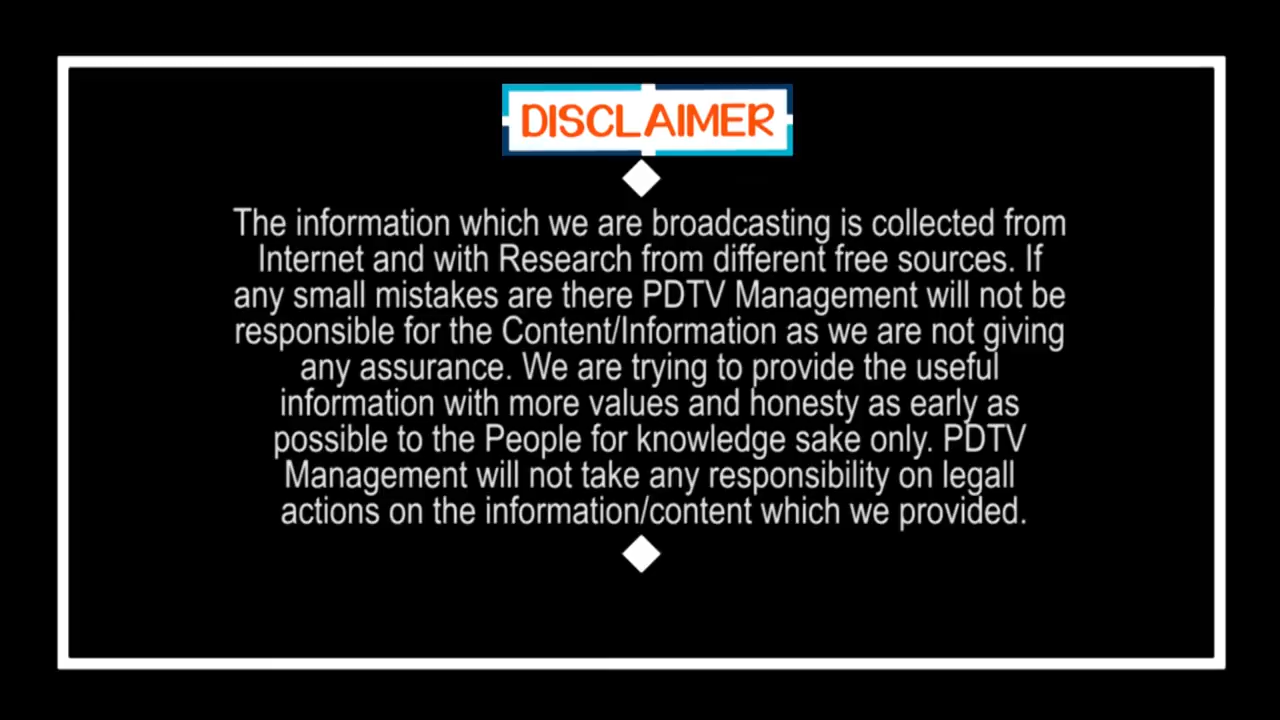 DISCLAIMER
The information which we are broadcasting is collected from
Internet and with Research from different free sources. If
any small mistakes are there PDTV Management will not be
responsible for the Content/Information as we are not giving
any assurance. We are trying to provide the useful
information with more values and honesty as early as
possible to the People for knowledge sake only. PDTV
Management will not take any responsibility on legall
actions on the information/content which we provided.